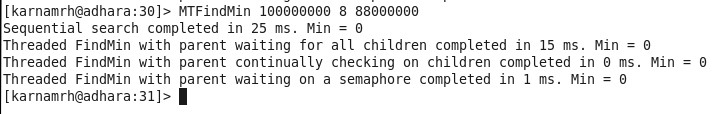 [karnamrh@adhara:30]> MTFindMin 100000000 8 88000000
Sequential search completed in 25 ms. Min = 0
Threaded FindMin with parent waiting for all children completed in 15 ms. Min = 0
Threaded FindMin with parent continually checking on children completed in 0 ms. Min = 0
Threaded FindMin with parent waiting on a semaphore completed in 1 ms. Min = 0
[karnamrh@adhara:31]>